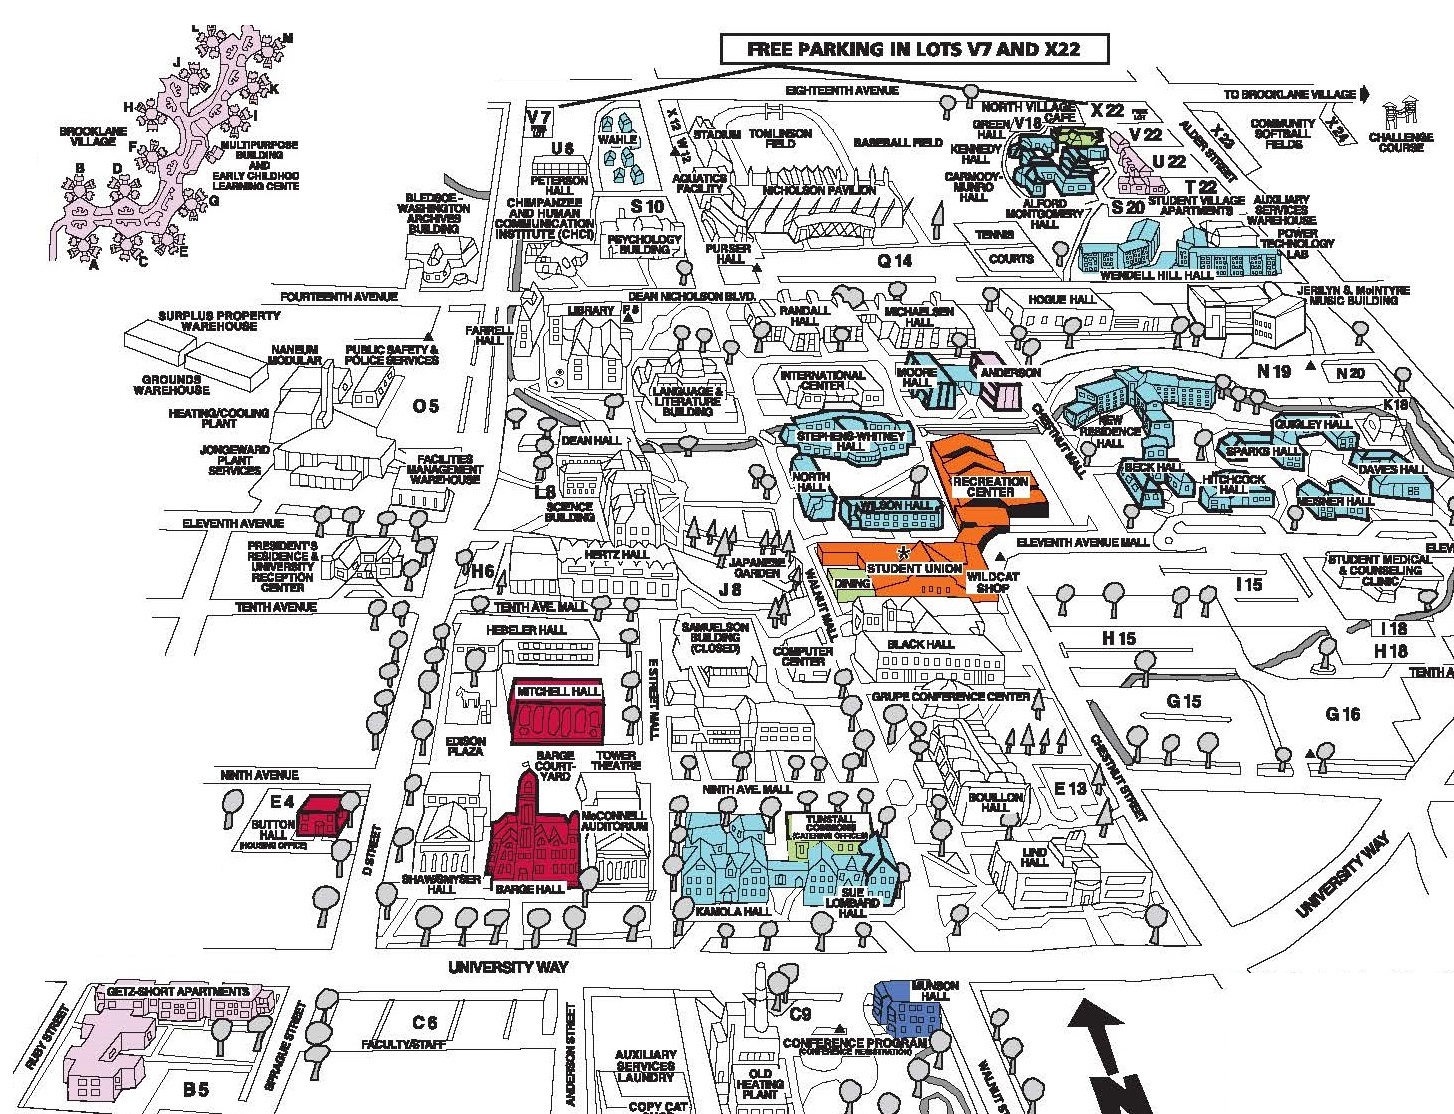 FREE PARKING IN LOTS V7 AND X22
EIGHTEENTH AVENUE
TO BROOKLANE VILLAGE
L
M
J
K
H
I
BROOKLANE
VILLAGE
F
MULTIPURPOSE
BUILDING
AND
EARLY CHILDHOD
LEARNING CENTE
B
D
G
A
C
E
V 7
LOT
U 6
WAHLE
X 12
W 12
STADIUM
TOMLINSON
FIELD
BASEBALL FIELD
NORTH VILLAGE
CAFE
GREEN
HALL
V18
X 22
LOT
V 22
U 22
T 22
ALDER STREET
X 23
COMMUNITY
SOFTBALL
FIELDS
X 24
CHALLENGE
COURSE
KENNEDY
HALL
CARMODY-
MUNRO
HALL
ALFORD
MONTGOMERY
HALL
S 20
STUDENT VILLAGE
APARTMENTS
AUXILIARY
SERVICES
WAREHOUSE
POWER
TECHNOLOGY
LAB
WENDELL HILL HALL
PETERSON
HALL
BLEDSOE-
WASHINGTON
ARCHIVES
BUILDING
CHIMPANZEE
AND HUMAN
COMMUNICATION
INSTITUTE (CHCI)
S 10
PSYCHOLOGY
BUILDING
AQUATICS
FACILITY
NICHOLSON PAVILION
PURSER
HALL
Q 14
TENNIS
COURTS
FOURTEENTH AVENUE
DEAN NICHOLSON BLVD.
JERILYN S. McINTYRE
MUSIC BUILDING
HOGUE HALL
SURPLUS PROPERTY
WAREHOUSE
NANEUM
MODULAR
PUBLIC SAFETY &
POLICE SERVICES
GROUNDS
WAREHOUSE
FARRELL
HALL
LIBRARY
RANDALL
HALL
MICHAELSEN
HALL
HEATING/COOLING
PLANT
O 5
LANGUAGE &
LITERATURE
BUILDING
INTERNATIONAL
CENTER
MOORE
HALL
ANDERSON
N 19
N 20
K18
JONGEWARD
PLANT
SERVICES
FACILITIES
MANAGEMENT
WAREHOUSE
DEAN HALL
STEPHENS-WHITNEY
HALL
CHESTNUT MALL
NEW
RESIDENCE
HALL
QUIGLEY HALL
SPARKS HALL
DAVIES HALL
BECK HALL
HITCHCOCK
HALL
MEISNER HALL
L8
SCIENCE
BUILDING
NORTH
HALL
WILSON HALL
RECREATION
CENTER
ELEVENTH AVENUE
ELEVENTH AVENUE MALL
ELEV
PRESIDENT'S
RESIDENCE &
UNIVERSITY
RECEPTION
CENTER
H6
HERTZ HALL
JAPANESE
GARDEN
J 8
WALNUT MALL
DINING
STUDENT UNION
WILDCAT
SHOP
I 15
STUDENT MEDICAL
& COUNSELING
CLINIC
TENTH AVENUE
TENTH AVE. MALL
HEBELER HALL
SAMUELSON
BUILDING
(CLOSED)
COMPUTER
CENTER
BLACK HALL
H 15
I 18
H 18
TENTH A
MITCHELL HALL
E STREET MALL
GRUPE CONFERENCE CENTER
G 15
G 16
EDISON
PLAZA
BARGE
COURT-
YARD
TOWER
THEATRE
CHESTNUT STREET
NINTH AVENUE
NINTH AVE. MALL
E 4
BUTTON
HALL
(HOUSING OFFICE)
D STREET
McCONNELL
AUDITORIUM
TUNSTALL
COMMONS
(CATERING OFFICES)
BOUILLON
HALL
E 13
LIND
HALL
UNIVERSITY WAY
SHAW/SMYSER
HALL
BARGE HALL
KAMOLA HALL
SUE
LOMBARD
HALL
UNIVERSITY WAY
GETZ-SHORT APARTMENTS
RUBY STREET
SPRAGUE STREET
B 5
C 6
FACULTY/STAFF
ANDERSON STREET
AUXILIARY
SERVICES
LAUNDRY
COPY CAT
OLD
HEATING
PLANT
C9
MUNSON
HALL
CONFERENCE PROGRAM
(CONFERENCE REGISTRATION)
WALNUT ST
N